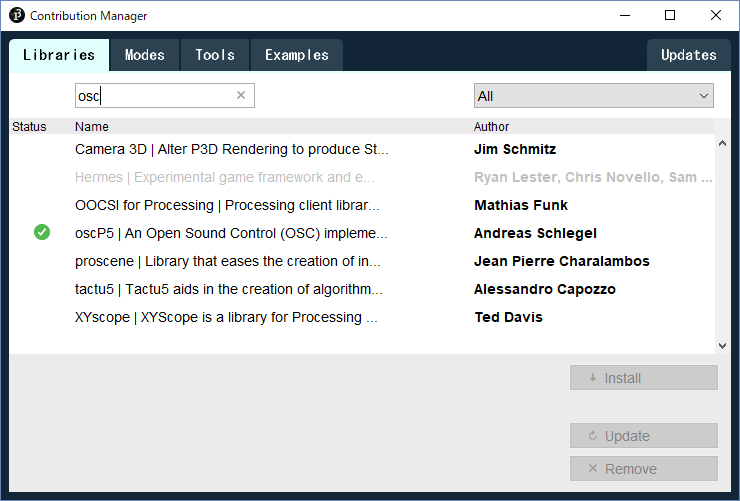 Contribution Manager
Libraries Modes Tools Examples Updates
osc All
Status Name Author
Camera 3D | Alter P3D Rendering to produce St... Jim Schmitz
Hermes | Experimental game framework and e... Ryan Lester, Chris Novello, Sam ...
OOCSI for Processing | Processing client librar... Mathias Funk
oscP5 | An Open Sound Control (OSC) impleme... Andreas Schlegel
proscene | Library that eases the creation of in... Jean Pierre Charalambos
tactu5 | Tactu5 aids in the creation of algorithm... Alessandro Capozzo
XYscope | XYScope is a library for Processing ... Ted Davis
Install
Update
Remove